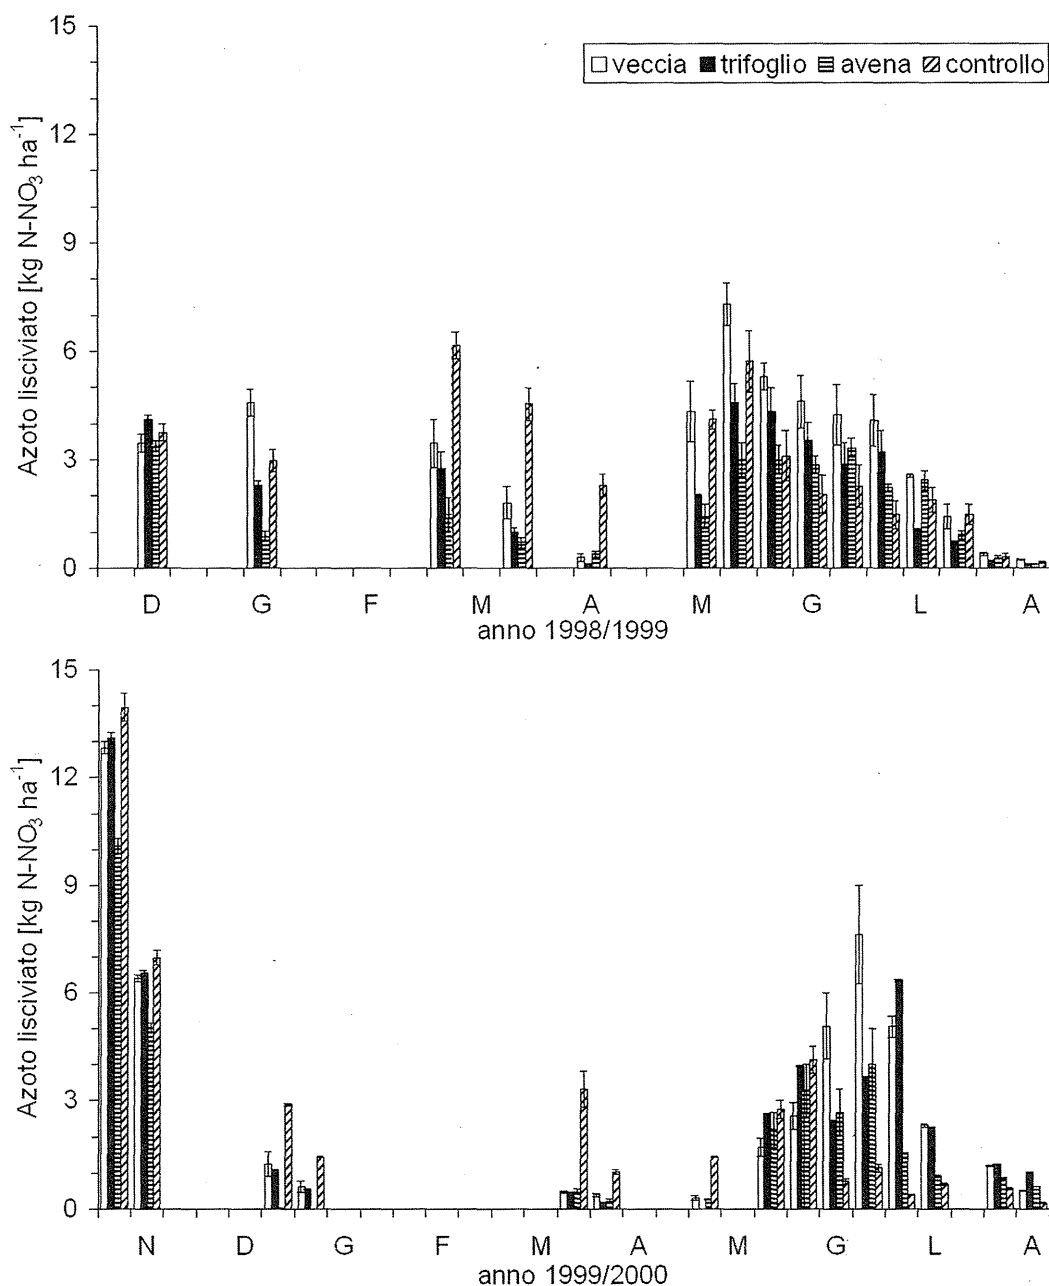 15
veccia trifoglio avena controllo
12
9
6
3
0
Azoto lisciviato [kg N-NO₃ ha⁻¹]
D G F M A M G L A
anno 1998/1999
15
12
9
6
3
0
Azoto lisciviato [kg N-NO₃ ha⁻¹]
N D G F M A M G L A
anno 1999/2000